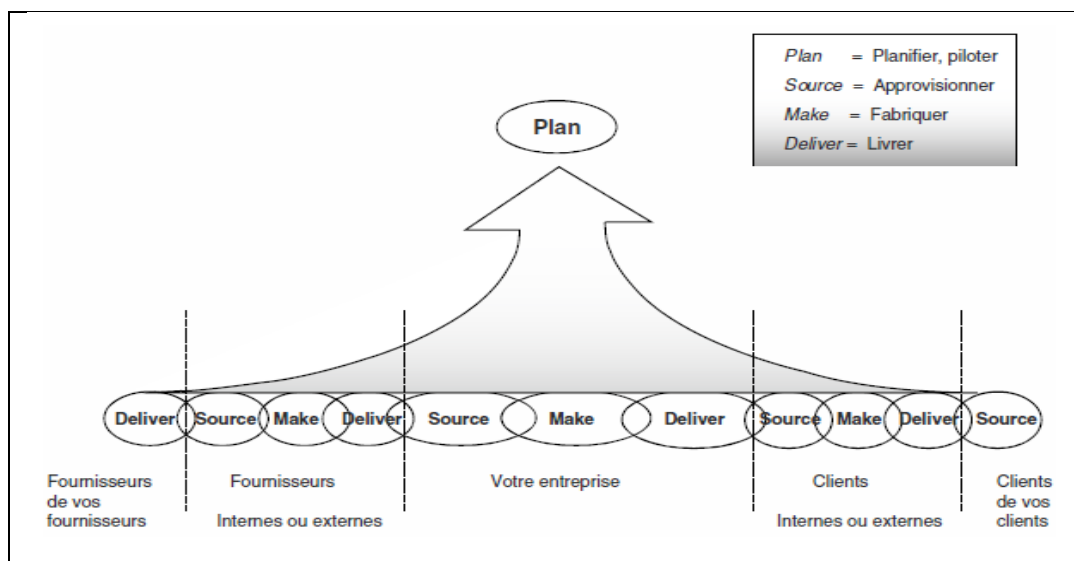 Plan = Planifier, piloter
Source = Approvisionner
Make = Fabriquer
Deliver = Livrer
Plan
Deliver Source Make Deliver Source Make Deliver Source Make Deliver Source
Fournisseurs
de vos
fournisseurs
Fournisseurs
Internes ou externes
Votre entreprise
Clients
Internes ou externes
Clients
de vos
clients